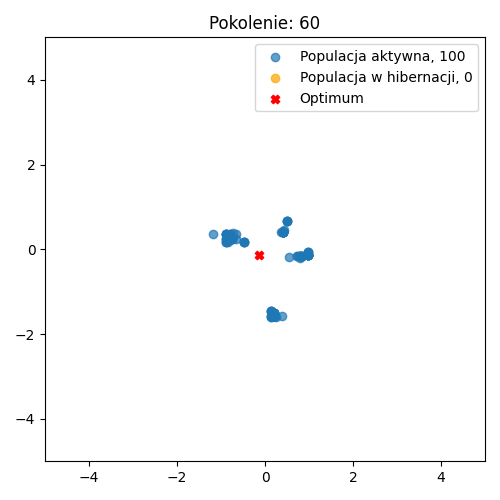 Pokolenie: 60
Populacja aktywna, 100
Populacja w hibernacji, 0
Optimum
4
2
0
−2
−4
−4 −2 0 2 4